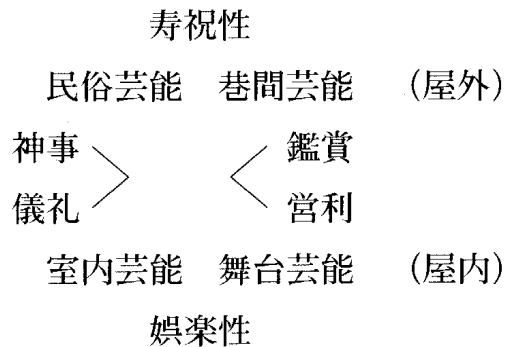 寿祝性
民俗芸能 巷間芸能 (屋外)
神事 鑑賞
儀礼 営利
室内芸能 舞台芸能 (屋内)
娯楽性